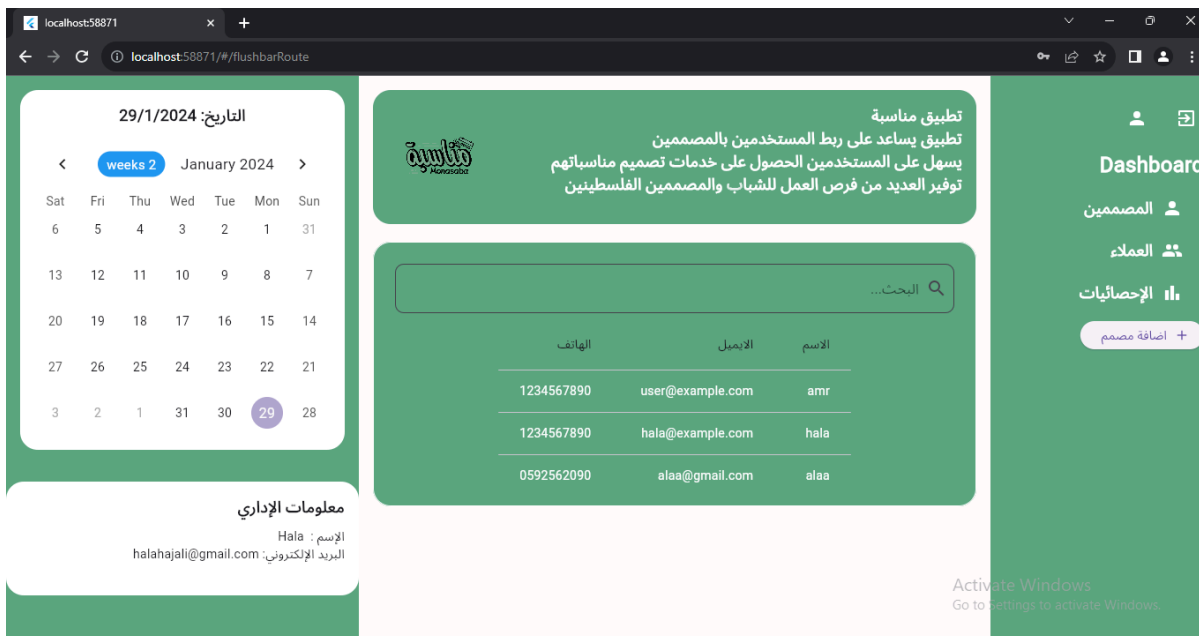 localhost:58871
localhost:58871/#/flushbarRoute
Dashboard
المصممين
العملاء
الإحصائيات
+ اضافة مصمم
تطبيق مناسبة
تطبيق يساعد على ربط المستخدمين بالمصممين
يسهل على المستخدمين الحصول على خدمات تصميم مناسباتهم
توفير العديد من فرص العمل للشباب والمصممين الفلسطينين
مناسبة
Monasaba
البحث...
الاسم الايميل الهاتف
amr user@example.com 1234567890
hala hala@example.com 1234567890
alaa alaa@gmail.com 0592562090
التاريخ: 29/1/2024
2 weeks January 2024
Sat Fri Thu Wed Tue Mon Sun
6 5 4 3 2 1 31
13 12 11 10 9 8 7
20 19 18 17 16 15 14
27 26 25 24 23 22 21
3 2 1 31 30 29 28
معلومات الإداري
الإسم : Hala
البريد الإلكتروني: halahajali@gmail.com
Activate Windows
Go to Settings to activate Windows.